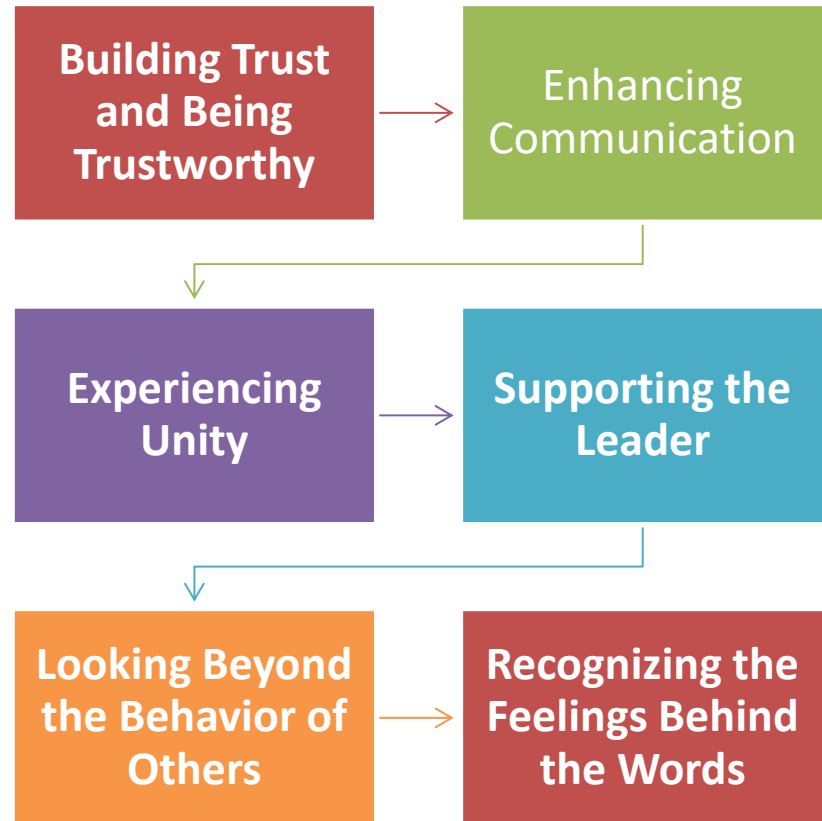 Building Trust
and Being
Trustworthy
Enhancing
Communication
Experiencing
Unity
Supporting the
Leader
Looking Beyond
the Behavior of
Others
Recognizing the
Feelings Behind
the Words